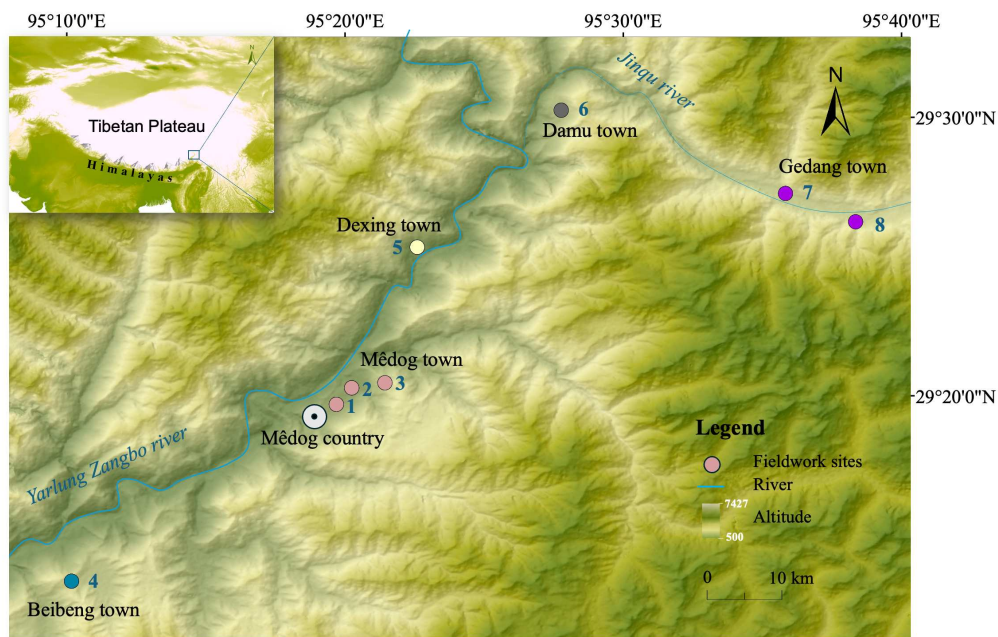 95°10'0"E
95°20'0"E
95°30'0"E
95°40'0"E
N
Tibetan Plateau
Himalayas
Jinqu river
N
6
Damu town
29°30'0"N
Gedang town
7
8
Dexing town
5
Mêdog town
3
2
1
29°20'0"N
Mêdog country
Yarlung Zangbo river
Legend
Fieldwork sites
River
7427
Altitude
500
4
Beibeng town
0
10 km